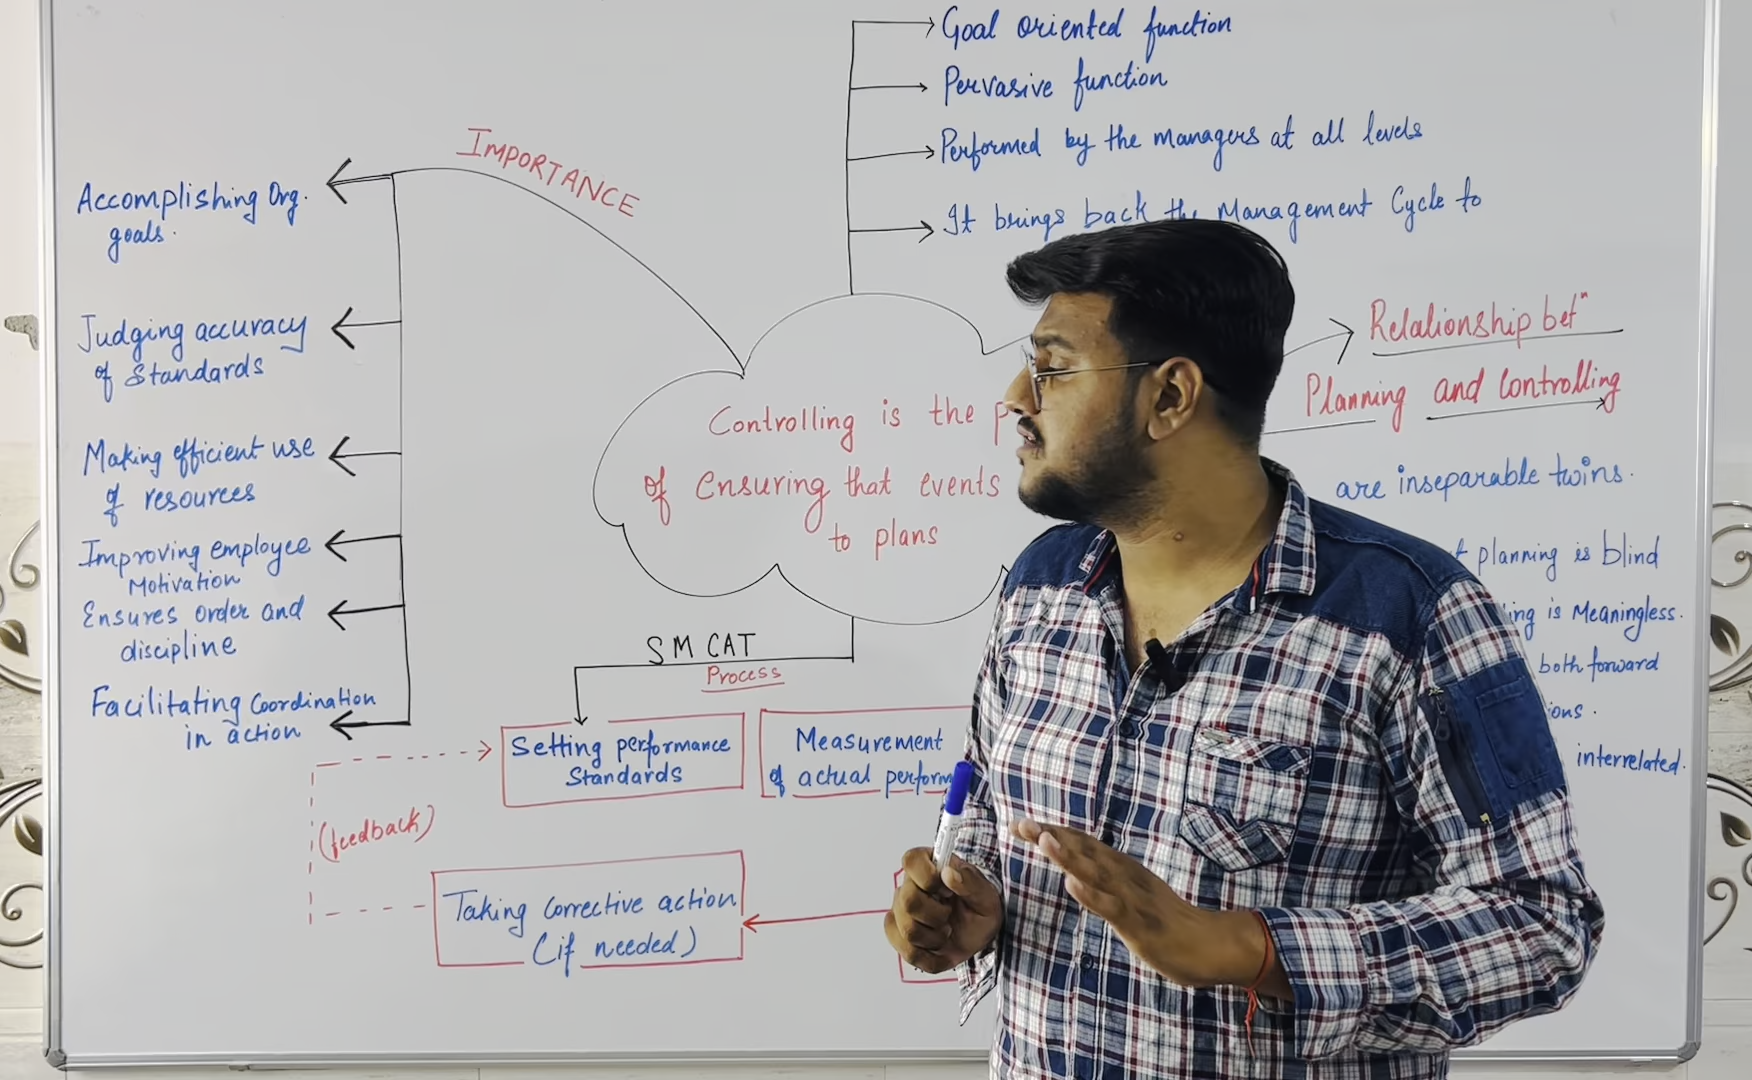 Goal oriented function
Pervasive function
Performed by the managers at all levels
It brings back the Management Cycle to
IMPORTANCE
Accomplishing Org.
goals.
Judging accuracy
of Standards
Making efficient use
of resources
Improving employee
Motivation
Ensures order and
discipline
Facilitating Coordination
in action
Controlling is the
of ensuring that events
to plans
Relationship betⁿ
Planning and Controlling
are inseparable twins.
planning is blind
is Meaningless.
both forward
interrelated.
SMCAT
Process
Setting performance
Standards
Measurement
of actual
Taking corrective action
(if needed)
(feedback)